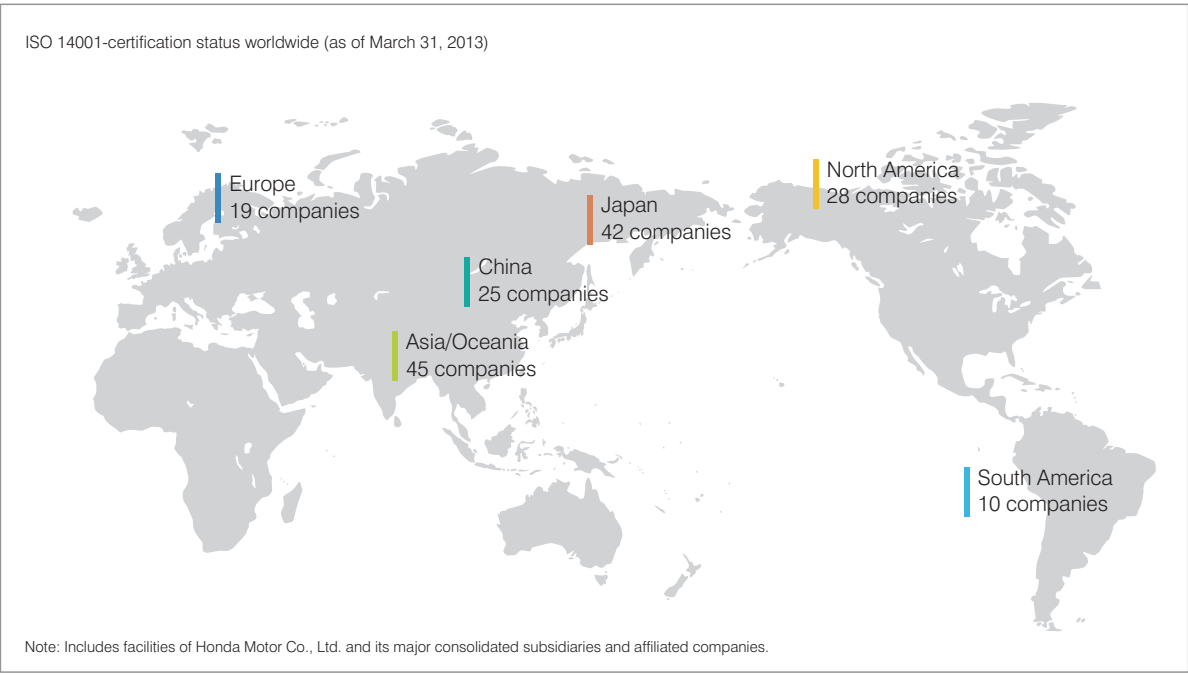 ISO 14001-certification status worldwide (as of March 31, 2013)
Europe
19 companies
Japan
42 companies
North America
28 companies
China
25 companies
Asia/Oceania
45 companies
South America
10 companies
Note: Includes facilities of Honda Motor Co., Ltd. and its major consolidated subsidiaries and affiliated companies.